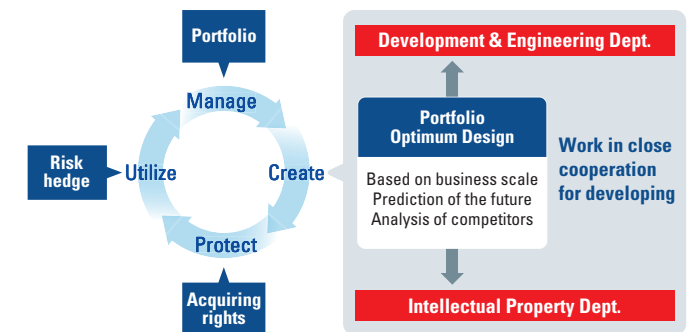 Portfolio
Manage
Risk
hedge
Utilize
Create
Protect
Acquiring
rights
Development & Engineering Dept.
Portfolio
Optimum Design
Based on business scale
Prediction of the future
Analysis of competitors
Work in close
cooperation
for developing
Intellectual Property Dept.